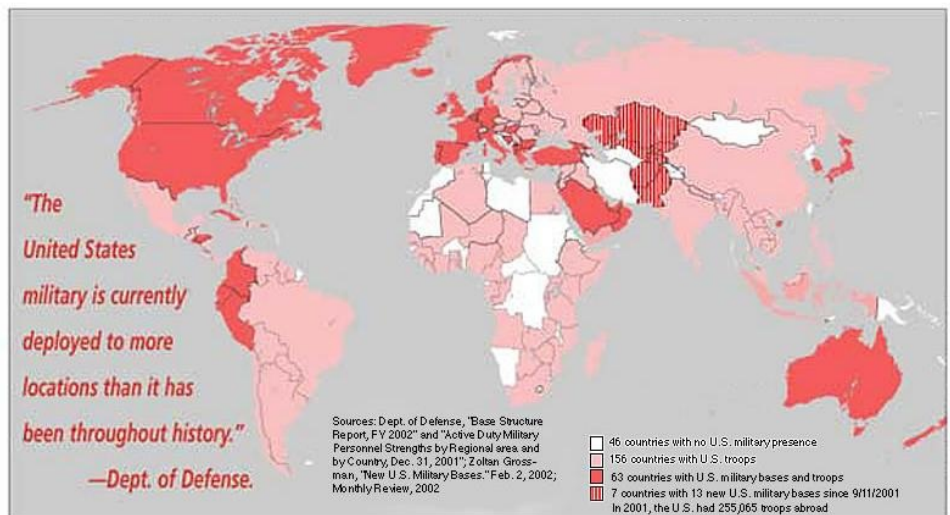 "The
United States
military is currently
deployed to more
locations than it has
been throughout history."
—Dept. of Defense.
Sources: Dept. of Defense, "Base Structure
Report, FY 2002" and "Active Duty Military
Personnel Strengths by Regional area and
by Country, Dec. 31, 2001"; Zoltan Gross-
man, "New U.S. Military Bases." Feb. 2, 2002;
Monthly Review, 2002
46 countries with no U.S. military presence
156 countries with U.S. troops
63 countries with U.S. military bases and troops
7 countries with 13 new U.S. military bases since 9/11/2001
In 2001, the U.S. had 255,065 troops abroad